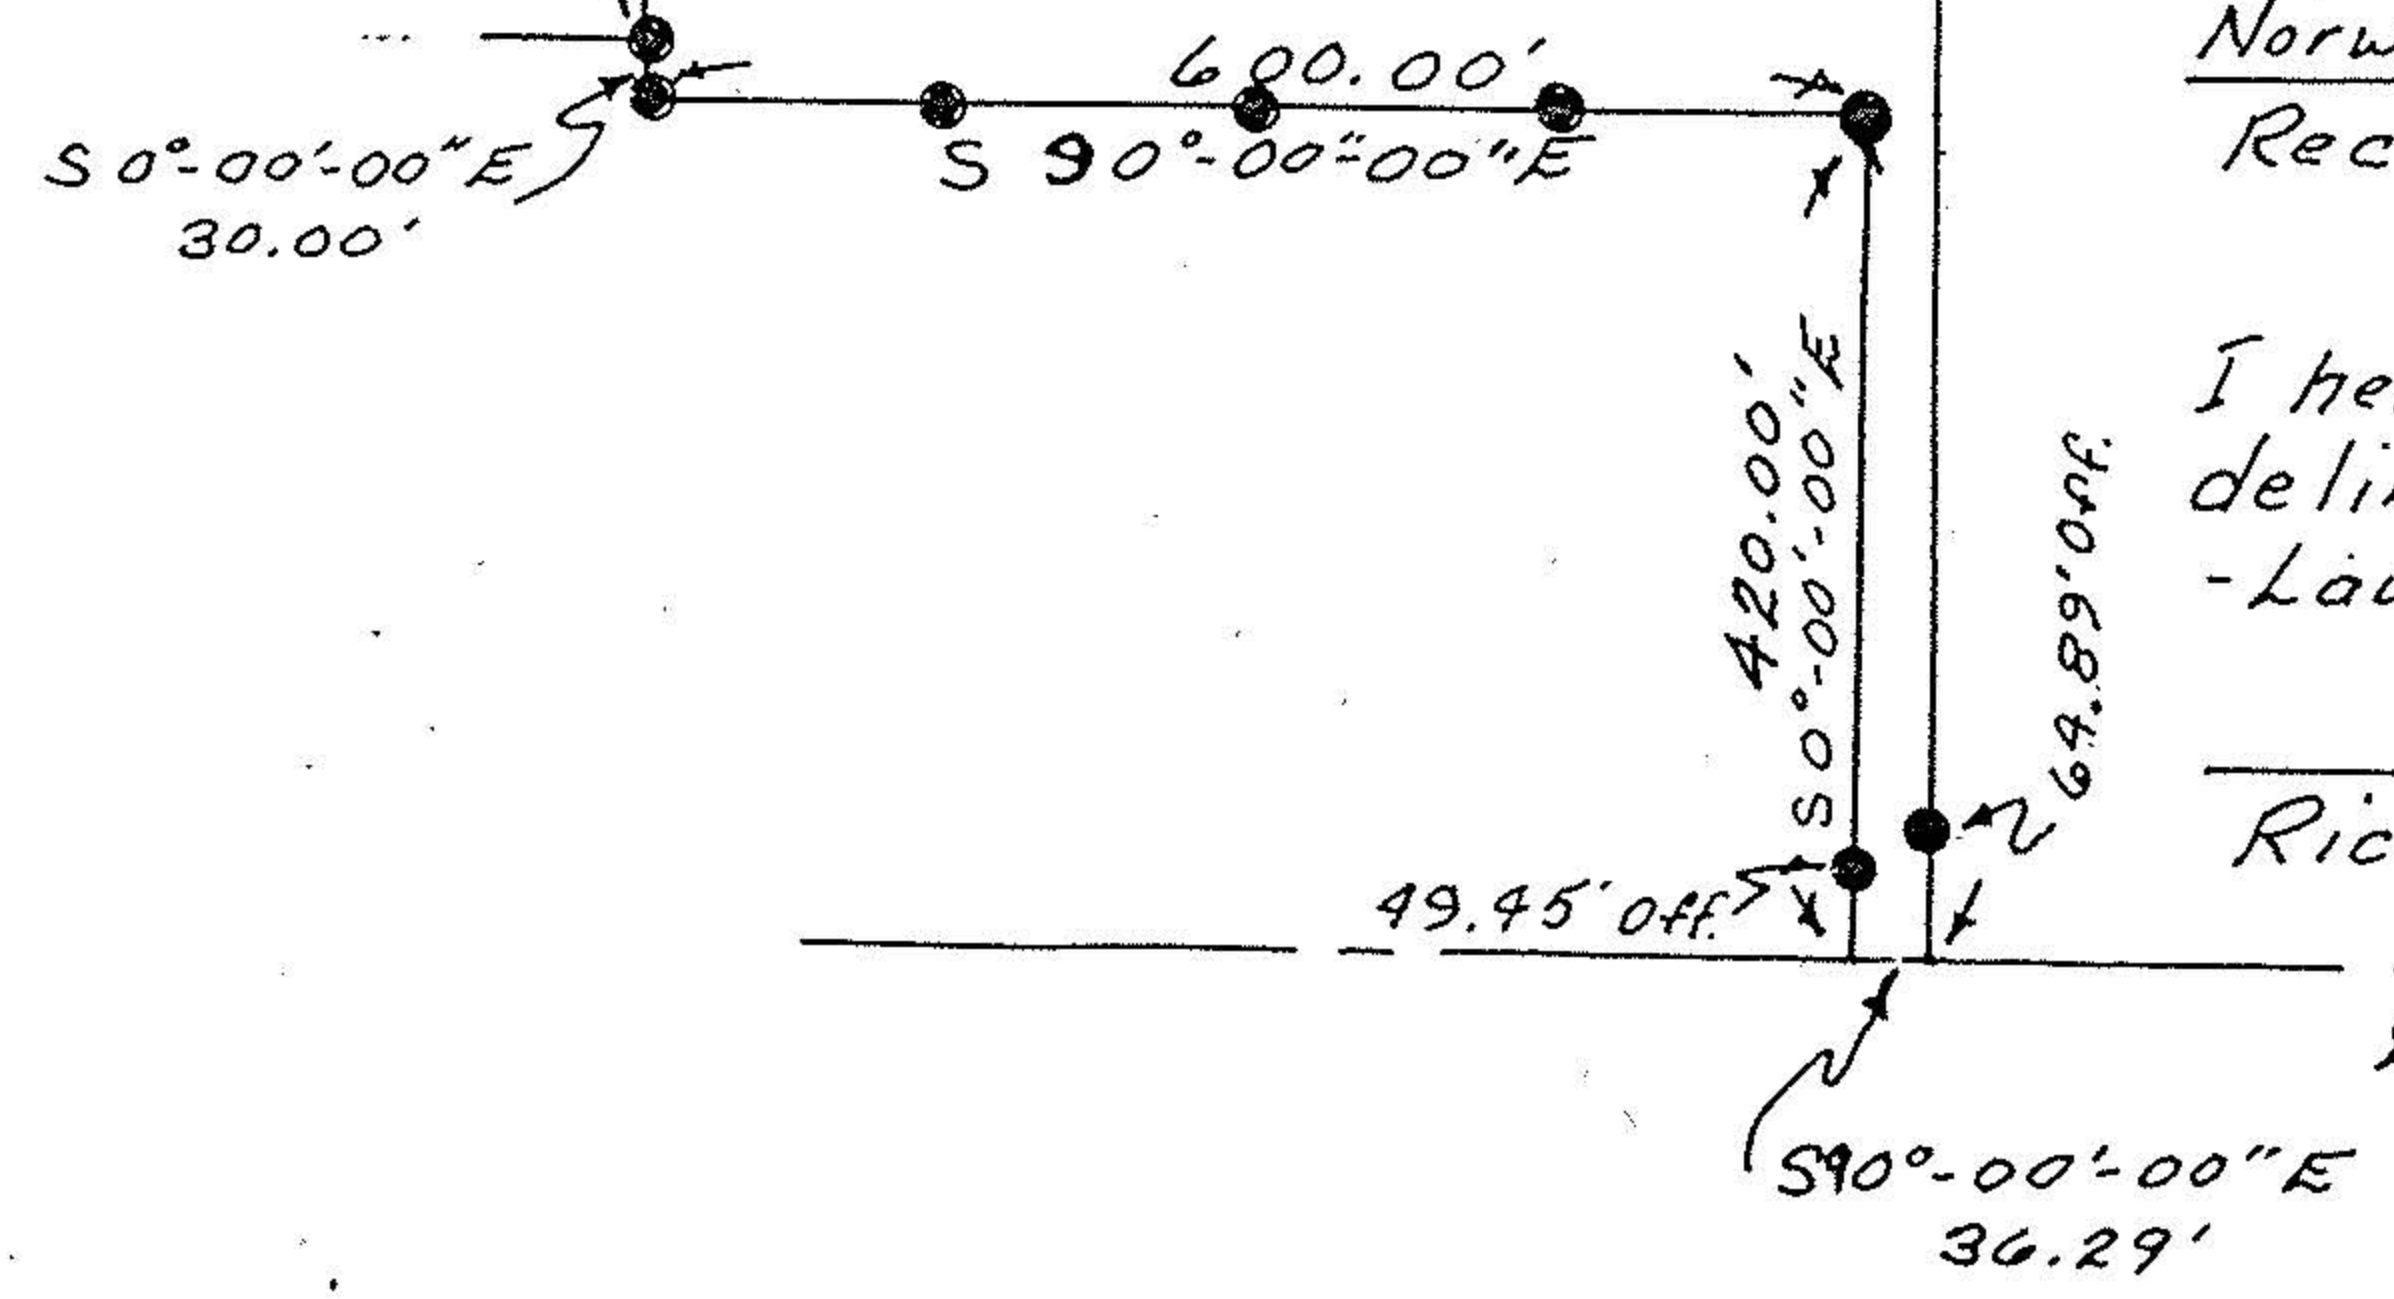 600.00'
S 90°-00"-00"E
S 0°-00'-00"E
30.00'
420.00'
S 0°-00'-00"E
64.89' Off.
49.45' Off.
S90°-00'-00"E
36.29'
Norw
Rec
I he
deli
-Lau
Ric